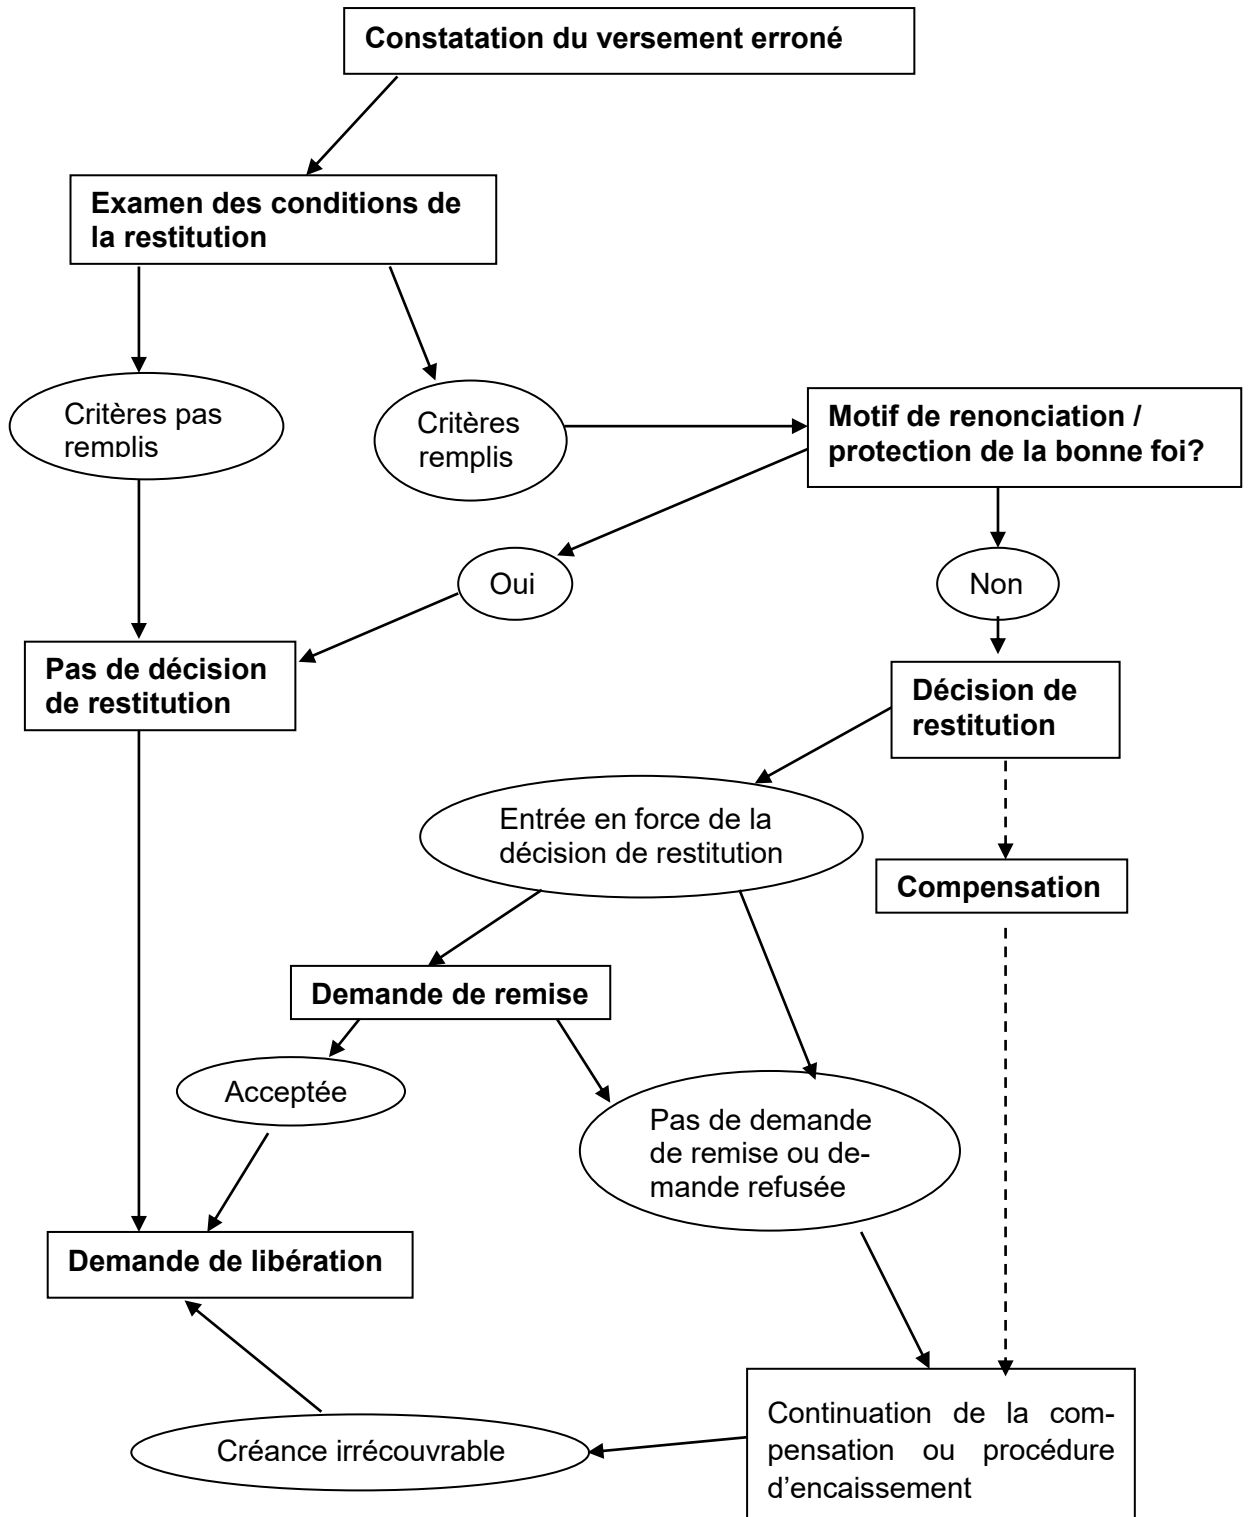 Constatation du versement erroné
Examen des conditions de
la restitution
Critères pas
remplis
Critères
remplis
Motif de renonciation /
protection de la bonne foi?
Oui
Non
Pas de décision
de restitution
Décision de
restitution
Entrée en force de la
décision de restitution
Compensation
Demande de remise
Acceptée
Pas de demande
de remise ou de-
mande refusée
Demande de libération
Créance irrécouvrable
Continuation de la com-
pensation ou procédure
d’encaissement